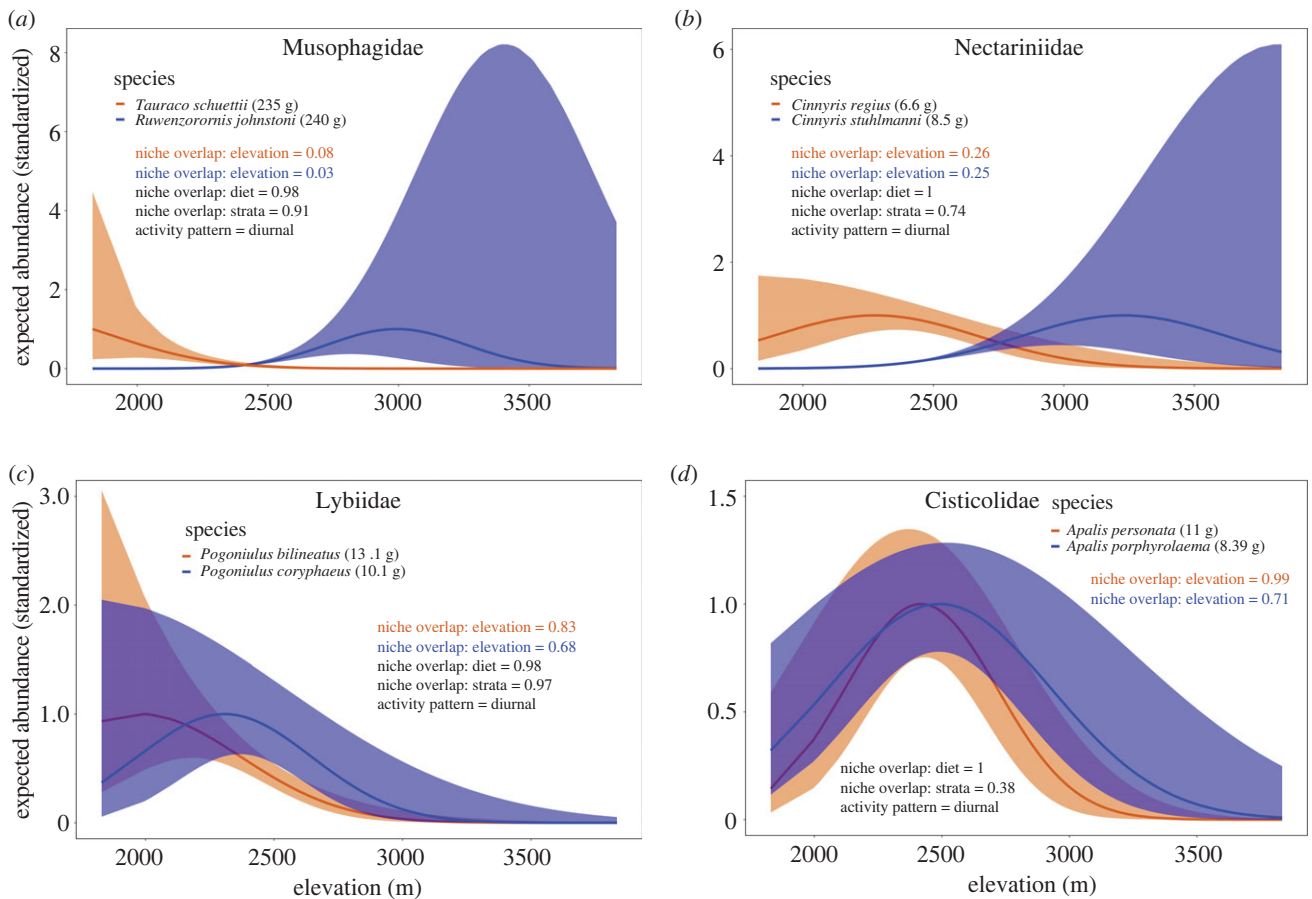 (a)
Musophagidae
species
Tauraco schuettii (235 g)
Ruwenzorornis johnstoni (240 g)
niche overlap: elevation = 0.08
niche overlap: elevation = 0.03
niche overlap: diet = 0.98
niche overlap: strata = 0.91
activity pattern = diurnal
expected abundance (standardized)
8
6
4
2
0
2000
2500
3000
3500
(b)
Nectariniidae
species
Cinnyris regius (6.6 g)
Cinnyris stuhlmanni (8.5 g)
niche overlap: elevation = 0.26
niche overlap: elevation = 0.25
niche overlap: diet = 1
niche overlap: strata = 0.74
activity pattern = diurnal
6
4
2
0
2000
2500
3000
3500
(c)
Lybiidae
species
Pogoniulus bilineatus (13 .1 g)
Pogoniulus coryphaeus (10.1 g)
niche overlap: elevation = 0.83
niche overlap: elevation = 0.68
niche overlap: diet = 0.98
niche overlap: strata = 0.97
activity pattern = diurnal
expected abundance (standardized)
3.0
2.0
1.0
0
2000
2500
3000
3500
elevation (m)
(d)
Cisticolidae
species
Apalis personata (11 g)
Apalis porphyrolaema (8.39 g)
niche overlap: elevation = 0.99
niche overlap: elevation = 0.71
niche overlap: diet = 1
niche overlap: strata = 0.38
activity pattern = diurnal
1.5
1.0
0.5
0
2000
2500
3000
3500
elevation (m)